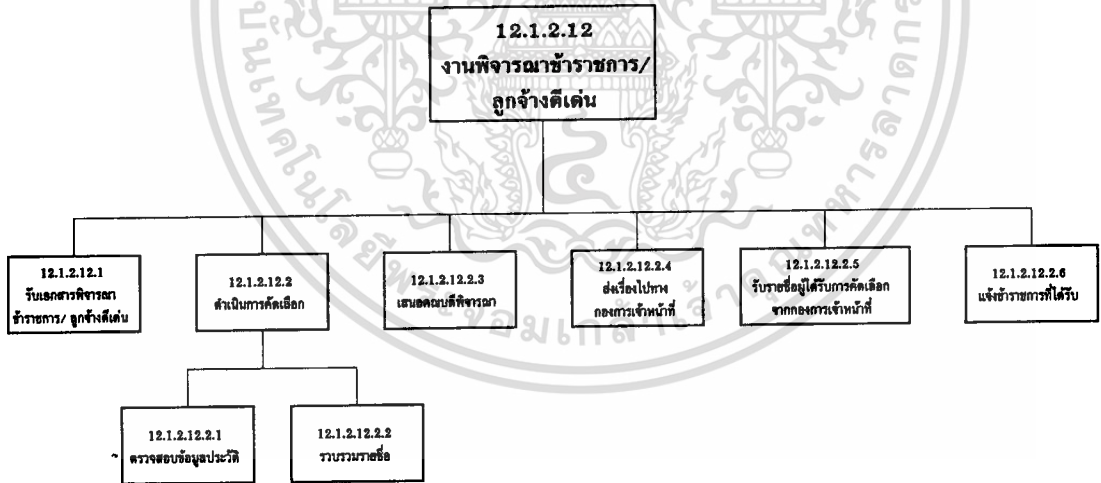 12.1.2.12
งานพิจารณาข้าราชการ/
ลูกจ้างดีเด่น
12.1.2.12.1
รับเอกสารพิจารณา
ข้าราชการ/ ลูกจ้างดีเด่น
12.1.2.12.2
ดำเนินการคัดเลือก
12.1.2.12.2.3
เสนอคณบดีพิจารณา
12.1.2.12.2.4
ส่งเรื่องไปทาง
กองการเจ้าหน้าที่
12.1.2.12.2.5
รับรายชื่อผู้ได้รับการคัดเลือก
จากกองการเจ้าหน้าที่
12.1.2.12.2.6
แจ้งข้าราชการที่ได้รับ
12.1.2.12.2.1
~ ตรวจสอบข้อมูลประวัติ
12.1.2.12.2.2
รวบรวมรายชื่อ